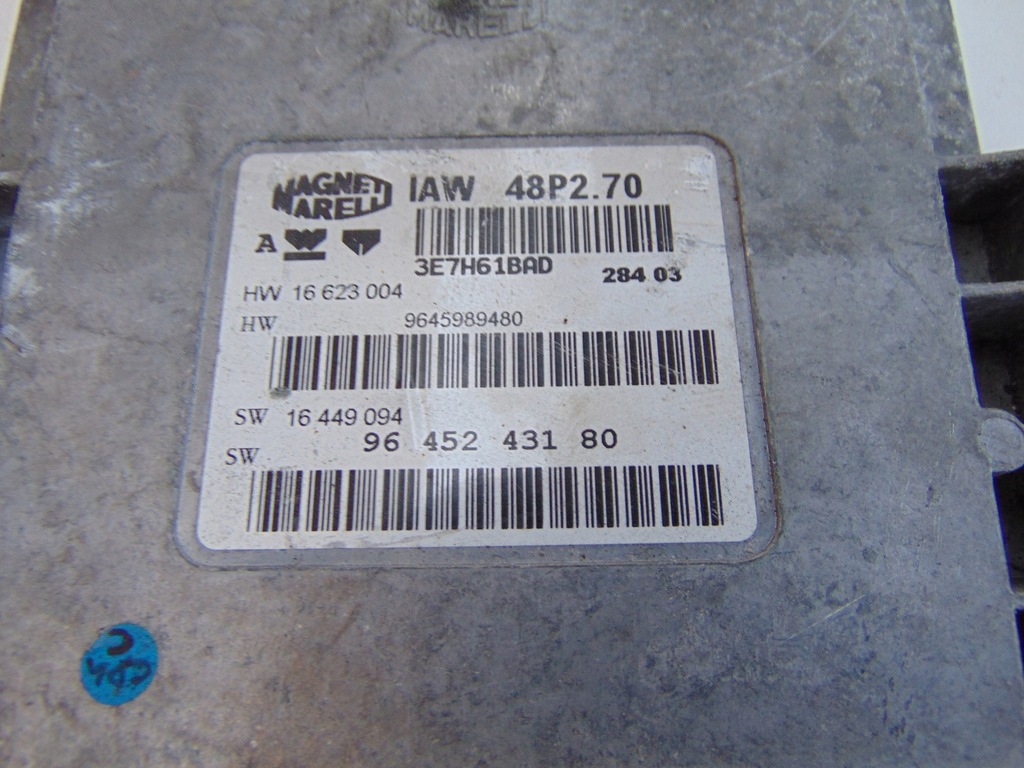 MARELLI
MAGNETI MARELLI
IAW 48P2.70
A
3E7H61BAD
284 03
HW 16 623 004
HW 9645989480
SW 16 449 094
96 452 431 80
SW